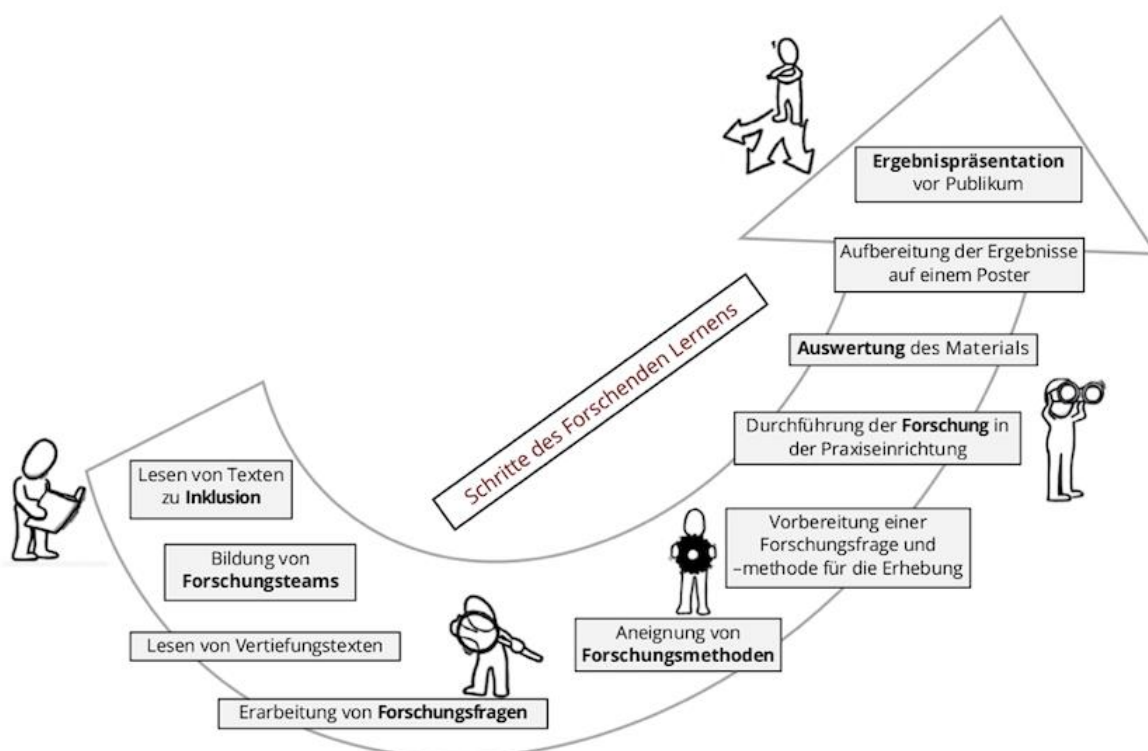 Schritte des Forschenden Lernens
Lesen von Texten
zu Inklusion
Bildung von
Forschungsteams
Lesen von Vertiefungstexten
Erarbeitung von Forschungsfragen
Aneignung von
Forschungsmethoden
Vorbereitung einer
Forschungsfrage und
–methode für die Erhebung
Durchführung der Forschung in
der Praxiseinrichtung
Auswertung des Materials
Aufbereitung der Ergebnisse
auf einem Poster
Ergebnispräsentation
vor Publikum